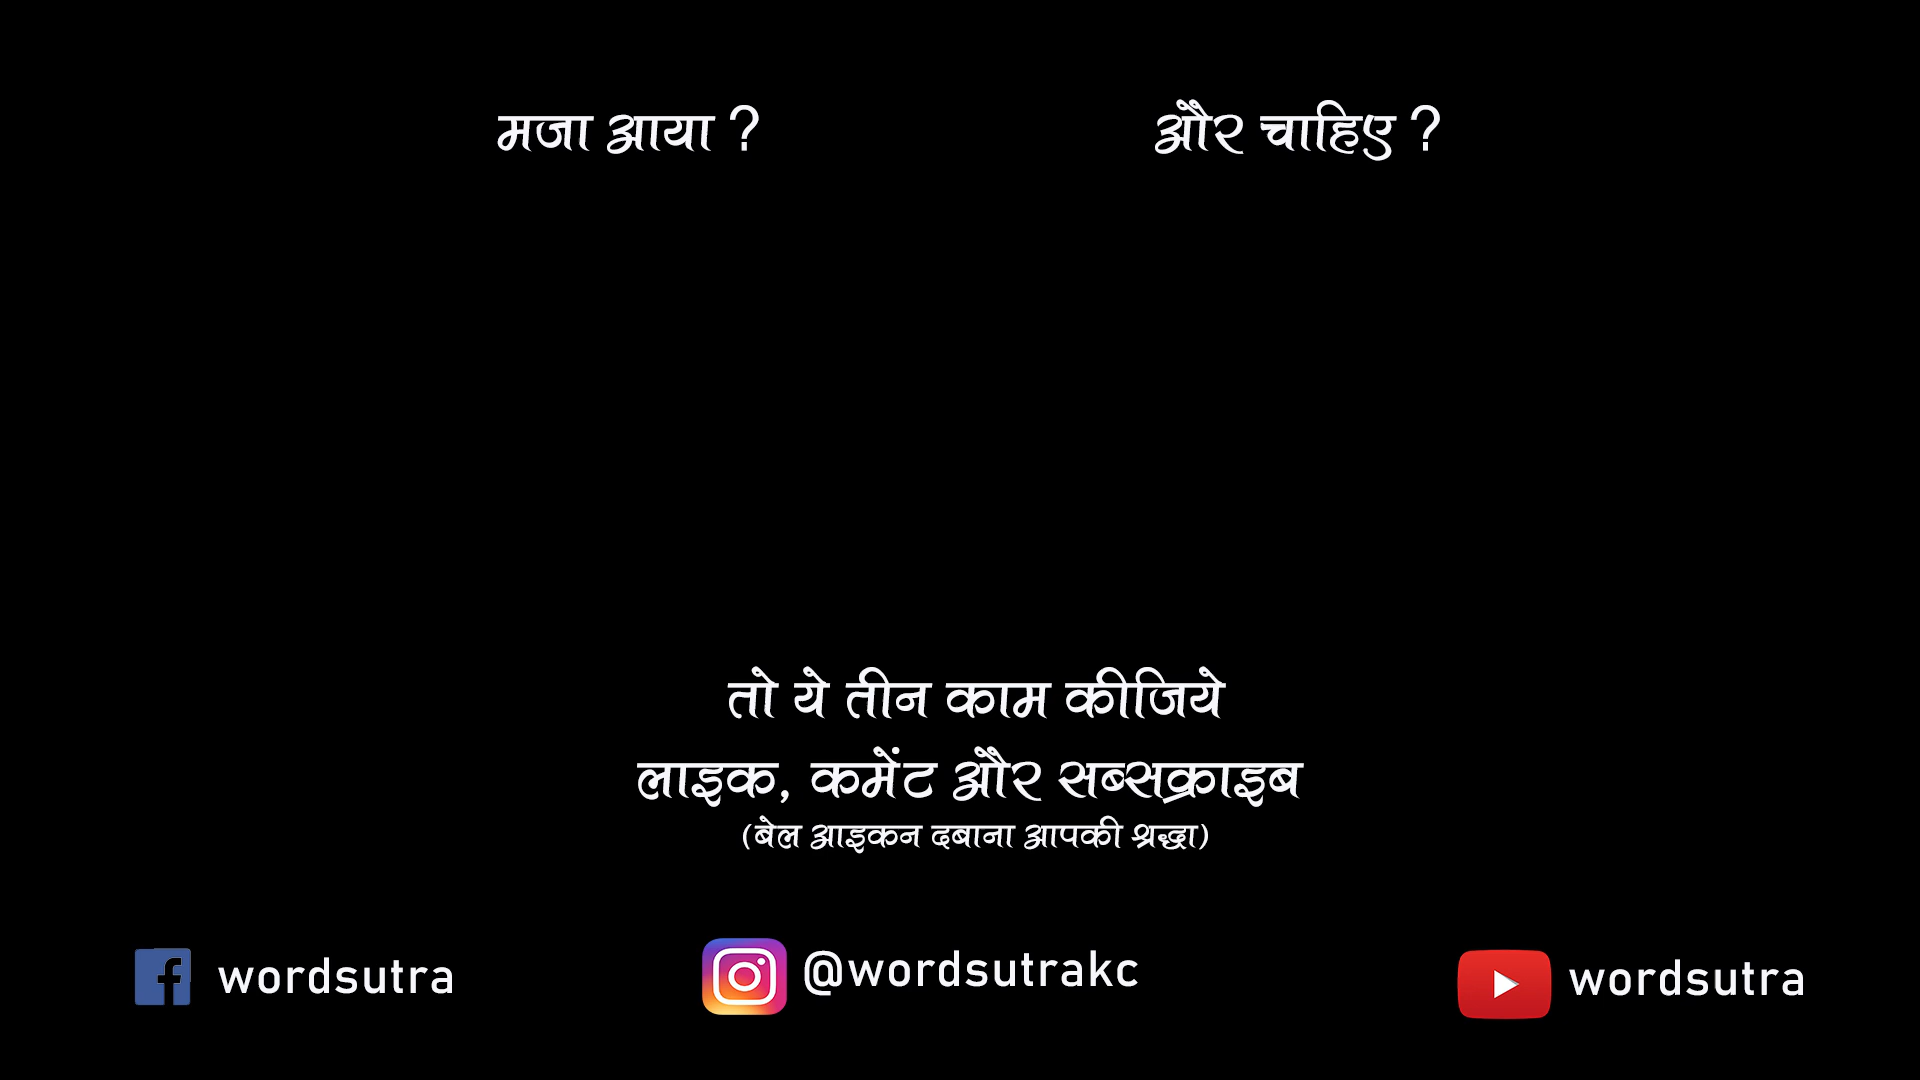 मजा आया ?
और चाहिए ?
तो ये तीन काम कीजिये
लाइक, कमेंट और सब्सक्राइब
(बेल आइकन दबाना आपकी श्रद्धा)
wordsutra
@wordsutrakc
wordsutra